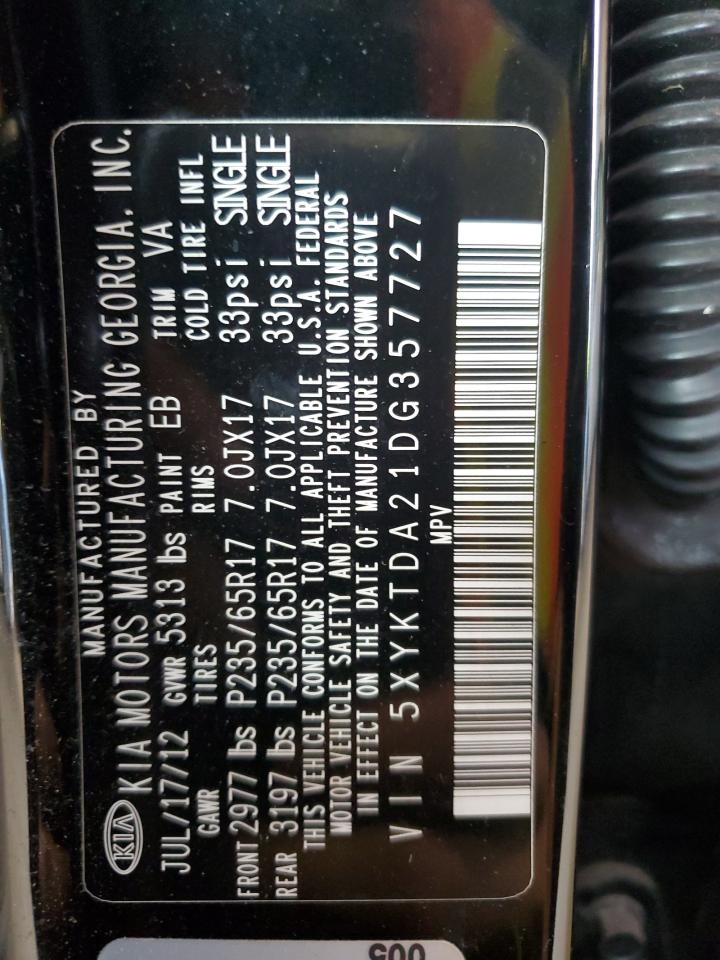 MANUFACTURED BY
KIA KIA MOTORS MANUFACTURING GEORGIA, INC.
JUL/17/12 GVWR 5313 lbs PAINT EB TRIM VA
GAWR TIRES RIMS COLD TIRE INFL
FRONT 2977 lbs P235/65R17 7.0JX17 33psi SINGLE
REAR 3197 lbs P235/65R17 7.0JX17 33psi SINGLE
THIS VEHICLE CONFORMS TO ALL APPLICABLE U.S.A. FEDERAL
MOTOR VEHICLE SAFETY AND THEFT PREVENTION STANDARDS
IN EFFECT ON THE DATE OF MANUFACTURE SHOWN ABOVE
VIN 5XYKTDA21DG357727
MPV